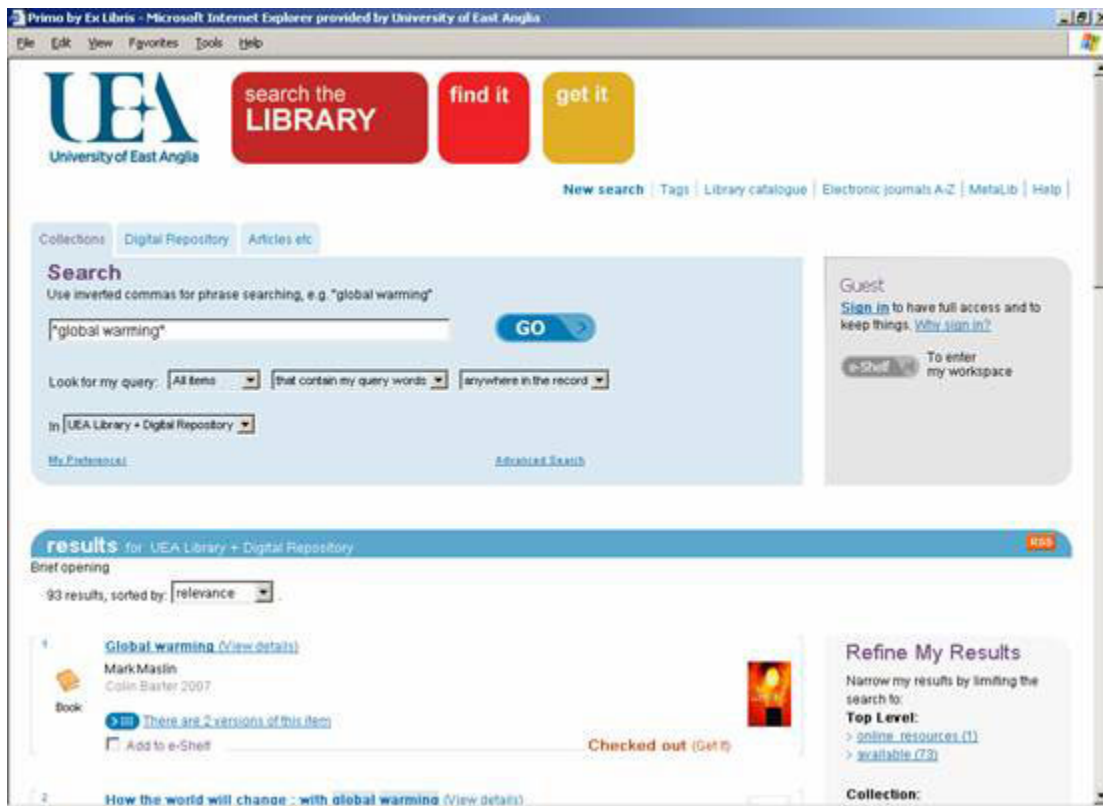 Primo by Ex Libris - Microsoft Internet Explorer provided by University of East Anglia
File Edit View Favorites Tools Help
UEA
University of East Anglia
search the
LIBRARY
find it
get it
New search | Tags | Library catalogue | Electronic journals A-Z | MetaLib | Help |
Collections Digital Repository Articles etc
Search
Use inverted commas for phrase searching, e.g. "global warming"
"global warming"
GO
Look for my query: All items that contain my query words anywhere in the record
In UEA Library + Digital Repository
My Preferences Advanced Search
Guest
Sign in to have full access and to
keep things. Why sign in?
e-Shelf
To enter
my workspace
results for UEA Library + Digital Repository
RSS
Brief opening
93 results, sorted by: relevance .
1
Global warming (View details)
Mark Maslin
Colin Baxter 2007
Book
There are 2 versions of this item
Add to e-Shelf
Checked out (Get It)
2
How the world will change : with global warming (View details)
Refine My Results
Narrow my results by limiting the
search to:
Top Level:
> online_resources (1)
> available (73)
Collection: